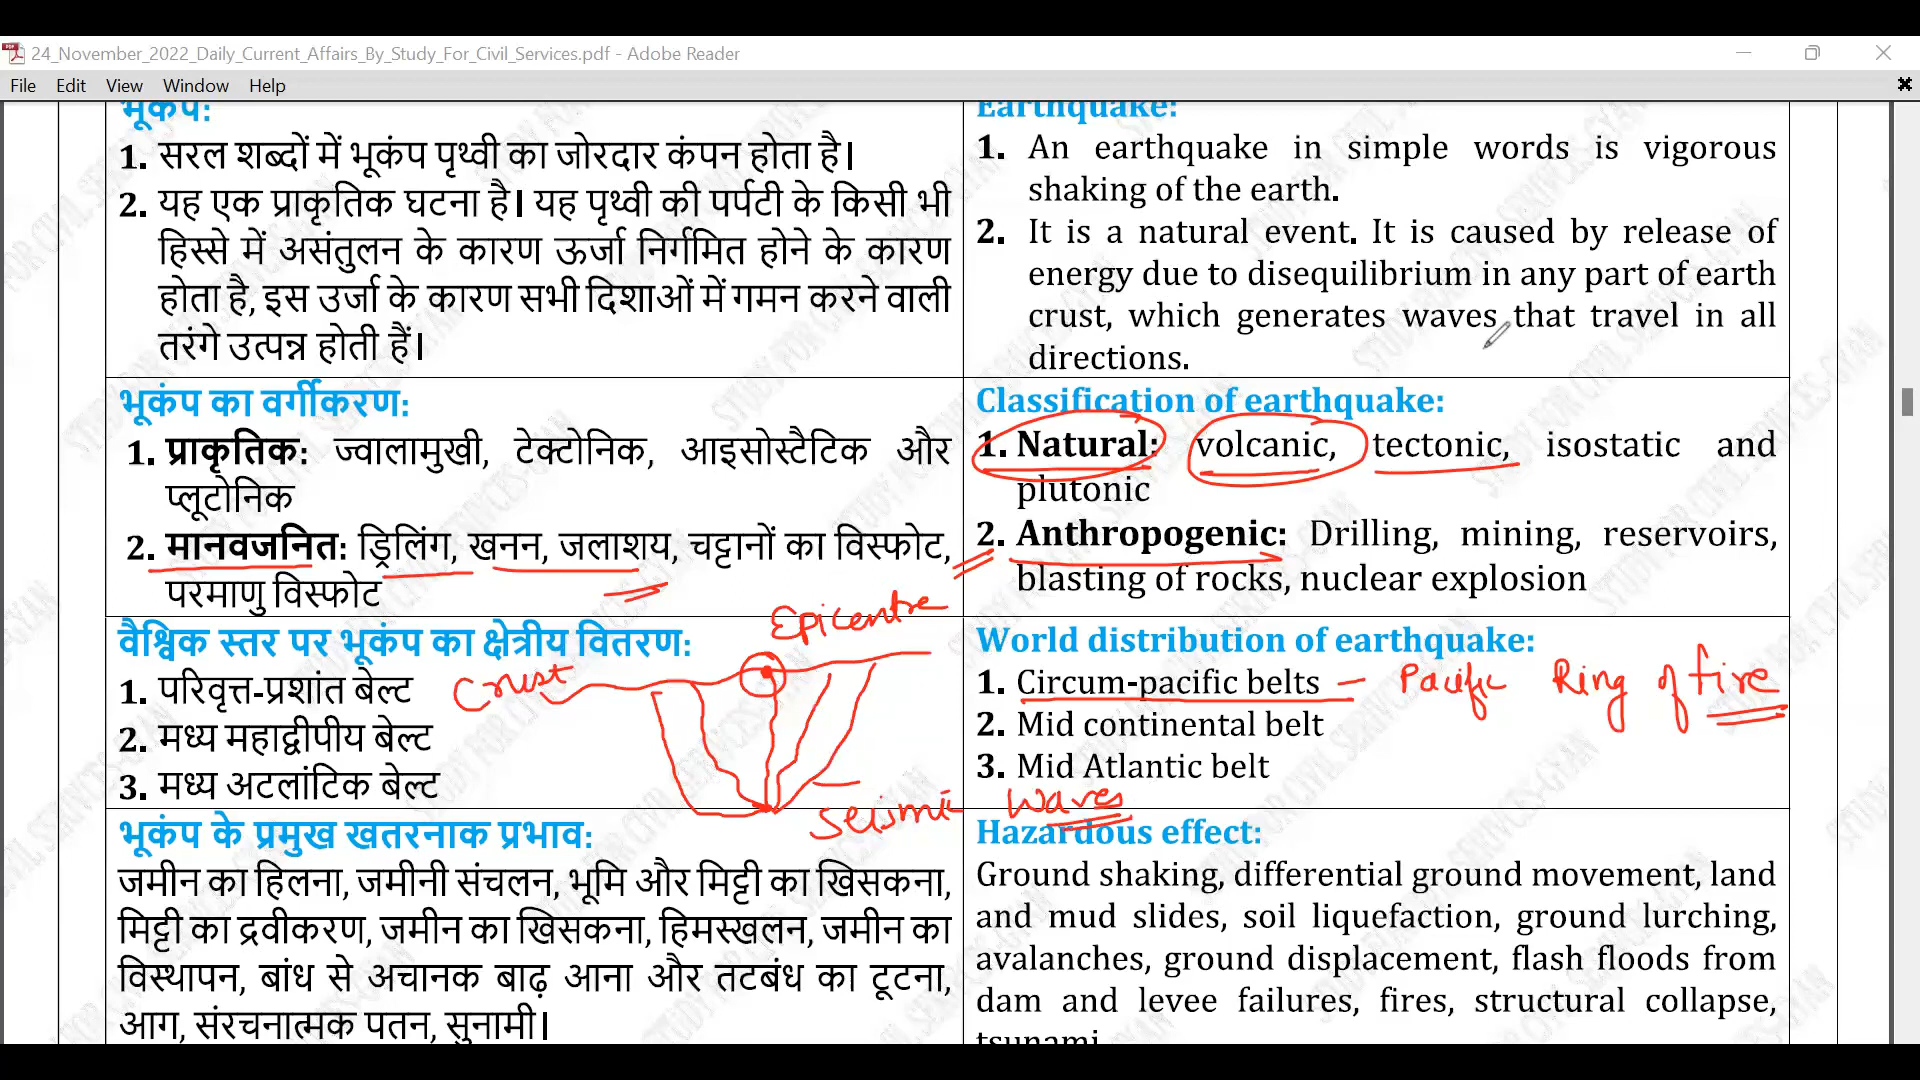 24_November_2022_Daily_Current_Affairs_By_Study_For_Civil_Services.pdf - Adobe Reader
File Edit View Window Help
भूकंप:
1. सरल शब्दों में भूकंप पृथ्वी का जोरदार कंपन होता है।
2. यह एक प्राकृतिक घटना है। यह पृथ्वी की पर्पटी के किसी भी
हिस्से में असंतुलन के कारण ऊर्जा निर्गमित होने के कारण
होता है, इस उर्जा के कारण सभी दिशाओं में गमन करने वाली
तरंगे उत्पन्न होती हैं।
Earthquake:
1. An earthquake in simple words is vigorous
shaking of the earth.
2. It is a natural event. It is caused by release of
energy due to disequilibrium in any part of earth
crust, which generates waves that travel in all
directions.
भूकंप का वर्गीकरण:
1. प्राकृतिक: ज्वालामुखी, टेक्टोनिक, आइसोस्टैटिक और
प्लूटोनिक
2. मानवजनित: ड्रिलिंग, खनन, जलाशय, चट्टानों का विस्फोट,
परमाणु विस्फोट
Classification of earthquake:
1. Natural: volcanic, tectonic, isostatic and
plutonic
2. Anthropogenic: Drilling, mining, reservoirs,
blasting of rocks, nuclear explosion
वैश्विक स्तर पर भूकंप का क्षेत्रीय वितरण:
1. परिवृत्त-प्रशांत बेल्ट
2. मध्य महाद्वीपीय बेल्ट
3. मध्य अटलांटिक बेल्ट
Epicentre
Crust
Seismic waves
World distribution of earthquake:
1. Circum-pacific belts - Pacific Ring of fire
2. Mid continental belt
3. Mid Atlantic belt
भूकंप के प्रमुख खतरनाक प्रभाव:
जमीन का हिलना, जमीनी संचलन, भूमि और मिट्टी का खिसकना,
मिट्टी का द्रवीकरण, जमीन का खिसकना, हिमस्खलन, जमीन का
विस्थापन, बांध से अचानक बाढ़ आना और तटबंध का टूटना,
आग, संरचनात्मक पतन, सुनामी।
Hazardous effect:
Ground shaking, differential ground movement, land
and mud slides, soil liquefaction, ground lurching,
avalanches, ground displacement, flash floods from
dam and levee failures, fires, structural collapse,
tsunami